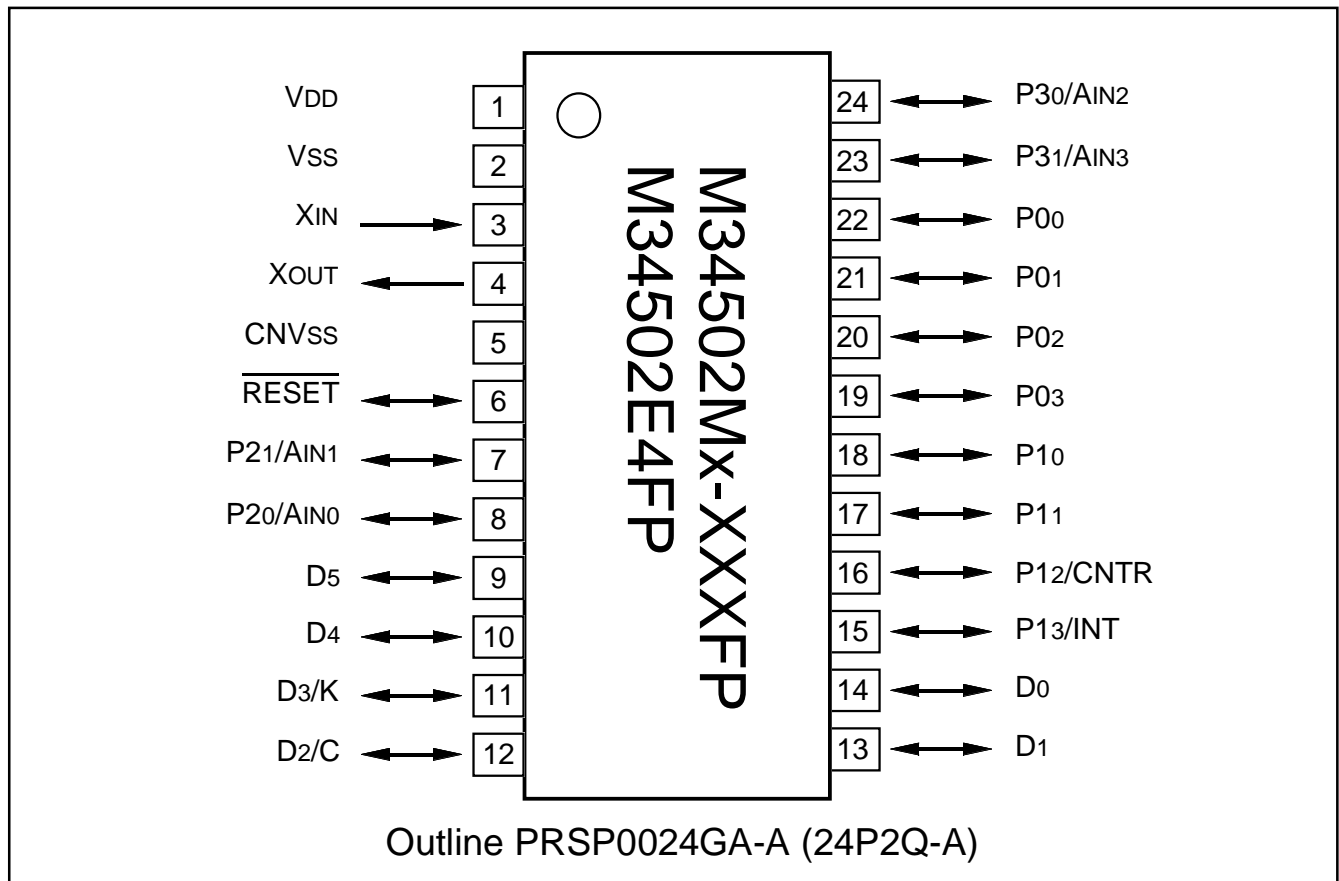 VDD 1 24 P30/AIN2
VSS 2 23 P31/AIN3
XIN 3 22 P00
XOUT 4 21 P01
CNVSS 5 20 P02
RESET 6 19 P03
P21/AIN1 7 18 P10
P20/AIN0 8 17 P11
D5 9 16 P12/CNTR
D4 10 15 P13/INT
D3/K 11 14 D0
D2/C 12 13 D1
M34502Mx-XXXFP
M34502E4FP
Outline PRSP0024GA-A (24P2Q-A)